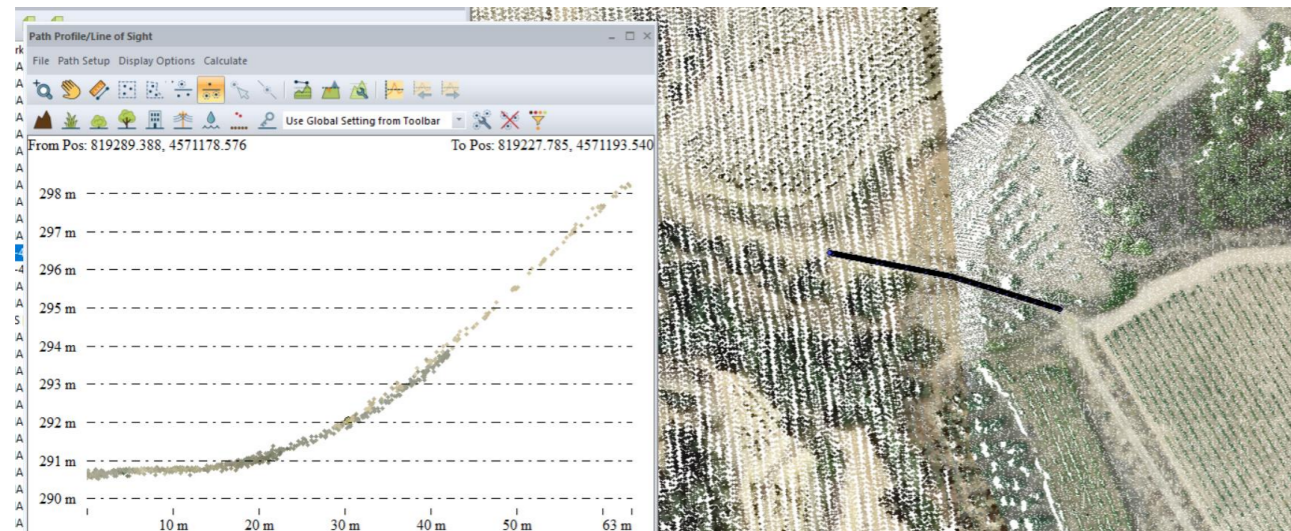 Path Profile/Line of Sight
File Path Setup Display Options Calculate
Use Global Setting from Toolbar
From Pos: 819289.388, 4571178.576 To Pos: 819227.785, 4571193.540
298 m
297 m
296 m
295 m
294 m
293 m
292 m
291 m
290 m
10 m 20 m 30 m 40 m 50 m 63 m